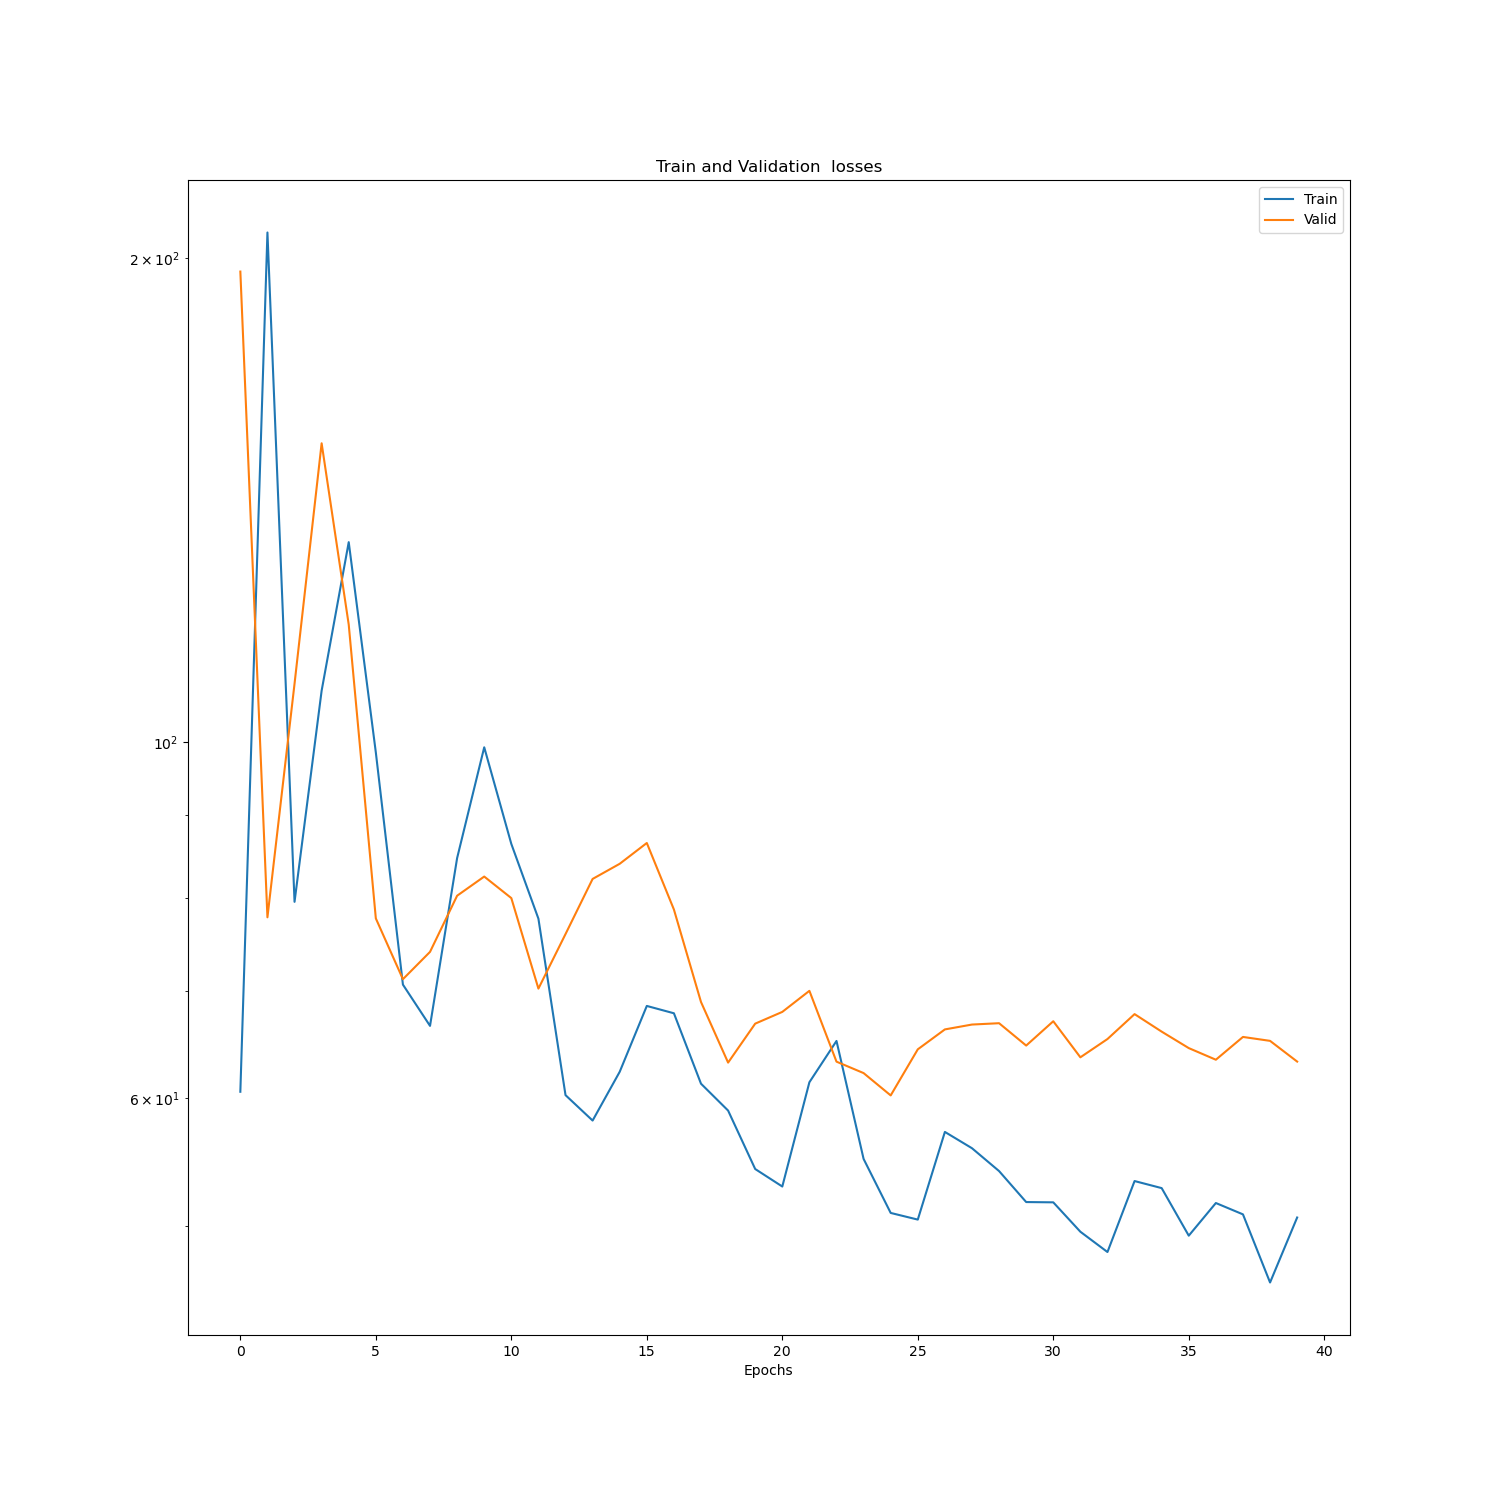 Train and Validation  losses
Train
Valid
2 × 10²
10²
6 × 10¹
0 5 10 15 20 25 30 35 40
Epochs